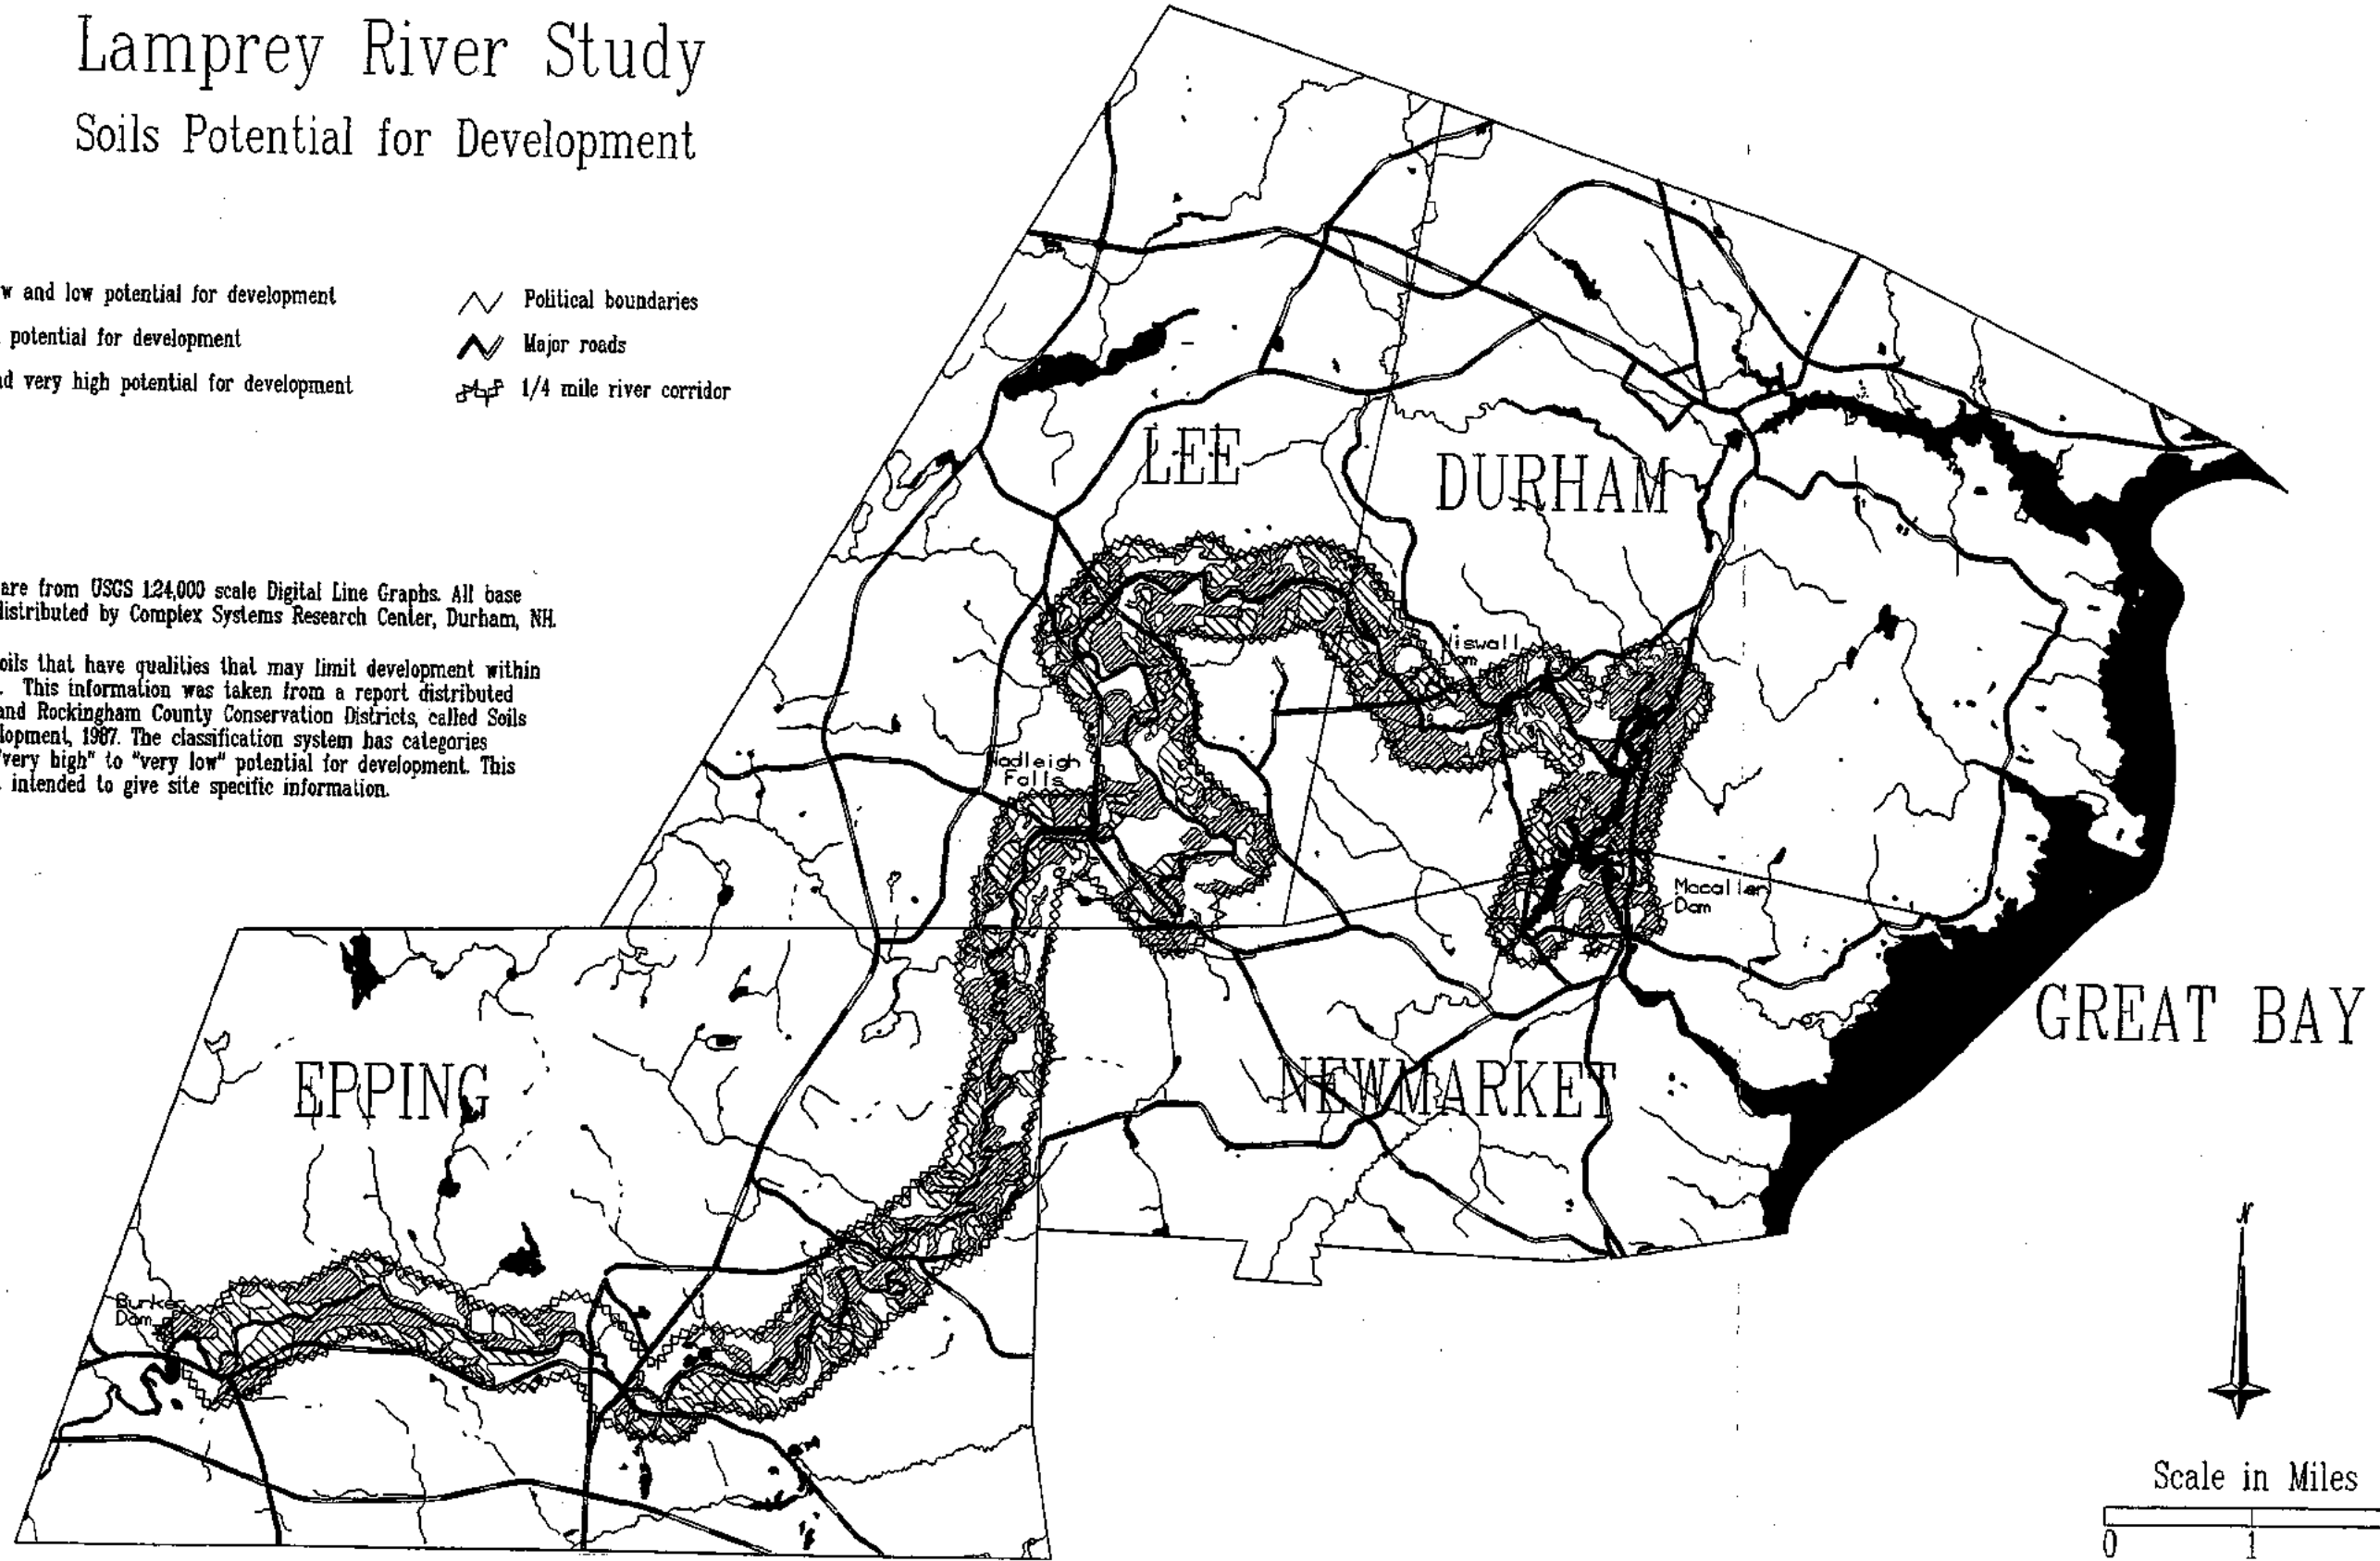 Lamprey River Study
Soils Potential for Development
w and low potential for development
potential for development
d very high potential for development
Political boundaries
Major roads
1/4 mile river corridor
are from USGS 1:24,000 scale Digital Line Graphs. All base
distributed by Complex Systems Research Center, Durham, NH.
oils that have qualities that may limit development within
. This information was taken from a report distributed
and Rockingham County Conservation Districts, called Soils
lopment, 1987. The classification system has categories
"very high" to "very low" potential for development. This
intended to give site specific information.
LEE
DURHAM
Wiswall
Dam
Wadleigh
Falls
Macallen
Dam
GREAT BAY
EPPING
NEWMARKET
Bunker
Dam
N
Scale in Miles
0 1